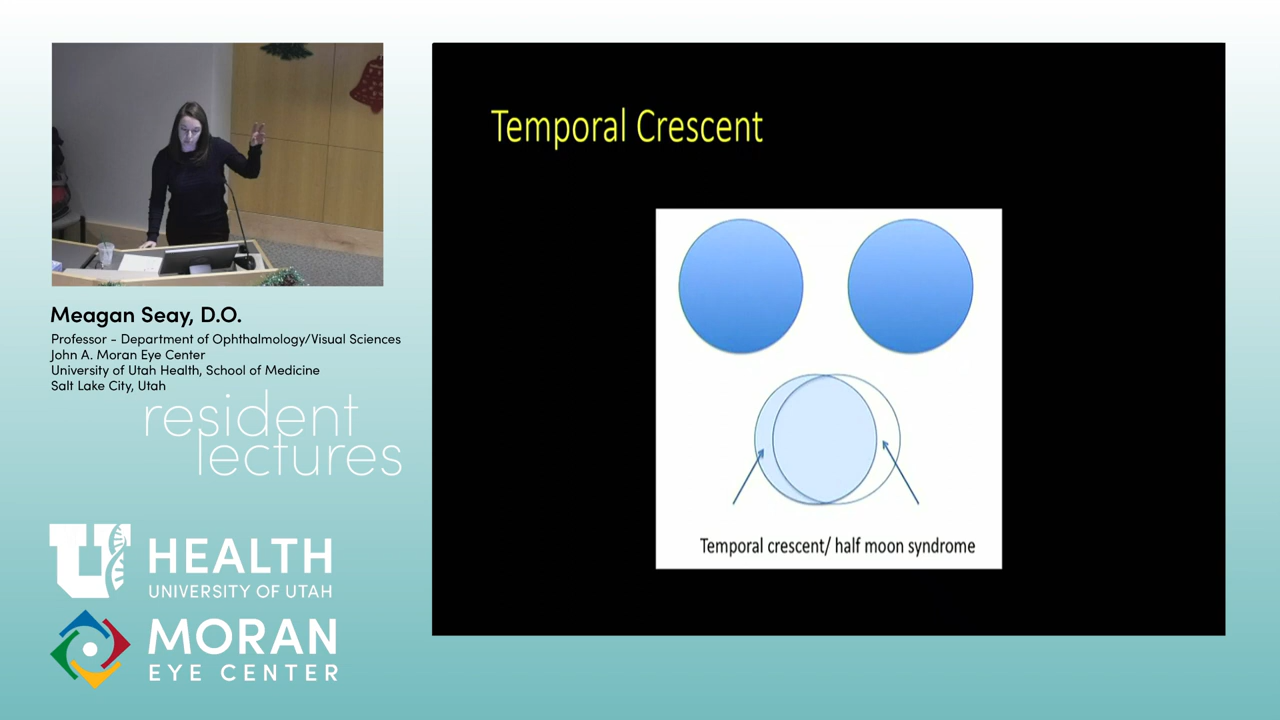 Temporal Crescent
Temporal crescent/ half moon syndrome
Meagan Seay, D.O.
Professor - Department of Ophthalmology/Visual Sciences
John A. Moran Eye Center
University of Utah Health, School of Medicine
Salt Lake City, Utah
resident
lectures
U HEALTH
UNIVERSITY OF UTAH
MORAN
EYE CENTER